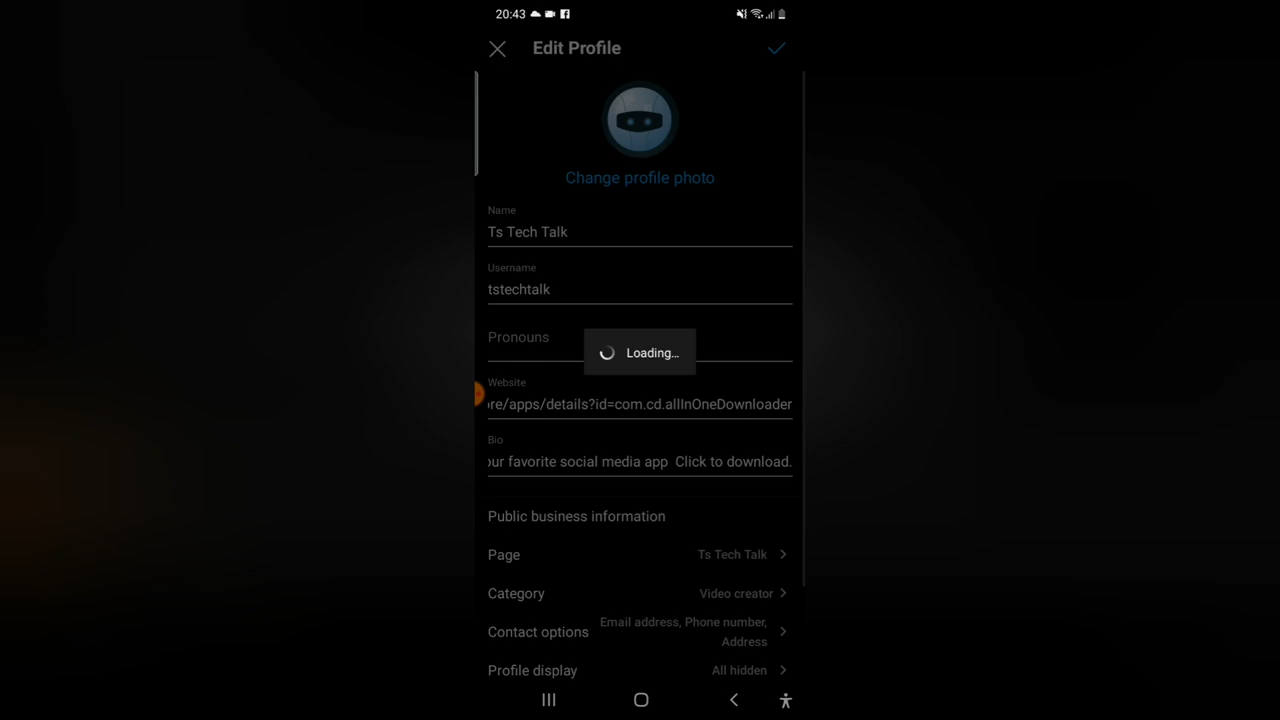 20:43
Edit Profile
Change profile photo
Name
Ts Tech Talk
Username
tstechtalk
Pronouns
Loading...
Website
re/apps/details?id=com.cd.allInOneDownloader
Bio
our favorite social media app Click to download.
Public business information
Page Ts Tech Talk
Category Video creator
Contact options Email address, Phone number,
Address
Profile display All hidden